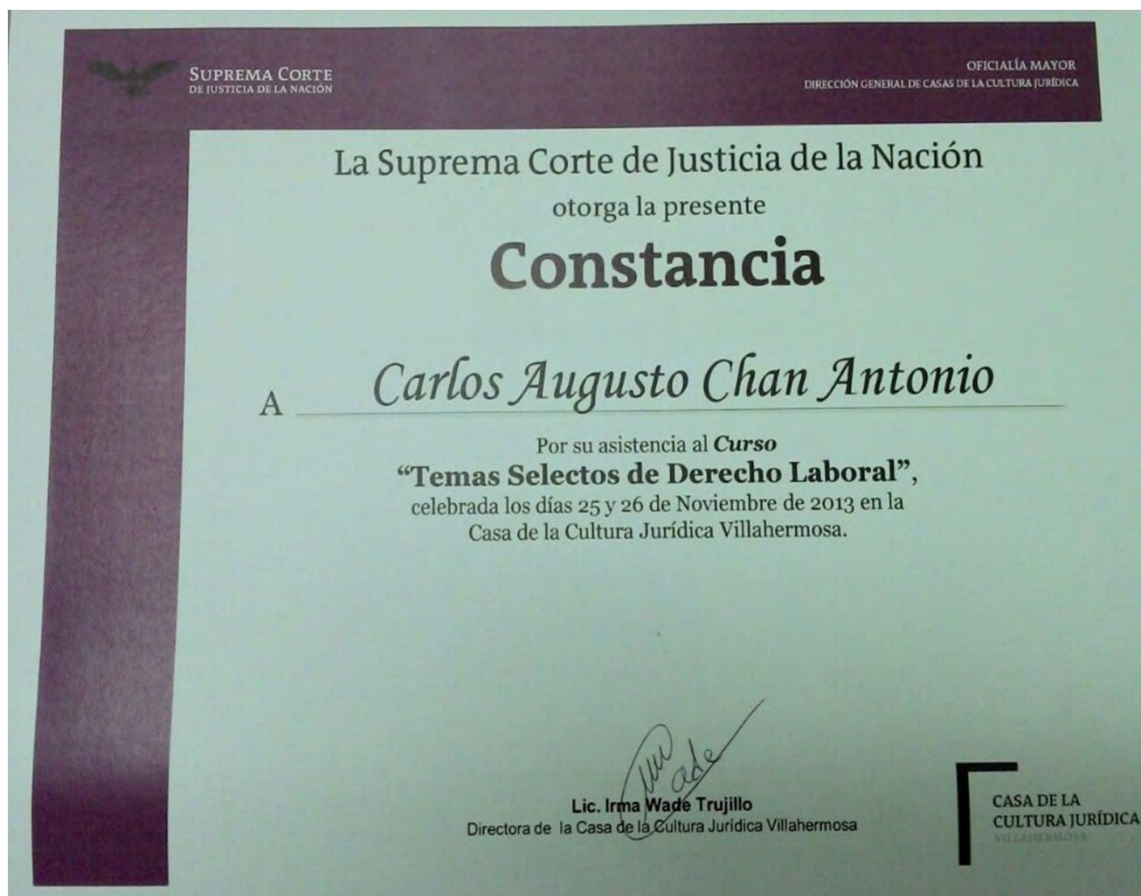 SUPREMA CORTE
DE JUSTICIA DE LA NACIÓN
OFICIALÍA MAYOR
DIRECCIÓN GENERAL DE CASAS DE LA CULTURA JURÍDICA
La Suprema Corte de Justicia de la Nación
otorga la presente
Constancia
A Carlos Augusto Chan Antonio
Por su asistencia al Curso
“Temas Selectos de Derecho Laboral”,
celebrada los días 25 y 26 de Noviembre de 2013 en la
Casa de la Cultura Jurídica Villahermosa.
Lic. Irma Wade Trujillo
Directora de la Casa de la Cultura Jurídica Villahermosa
CASA DE LA
CULTURA JURÍDICA
VILLAHERMOSA